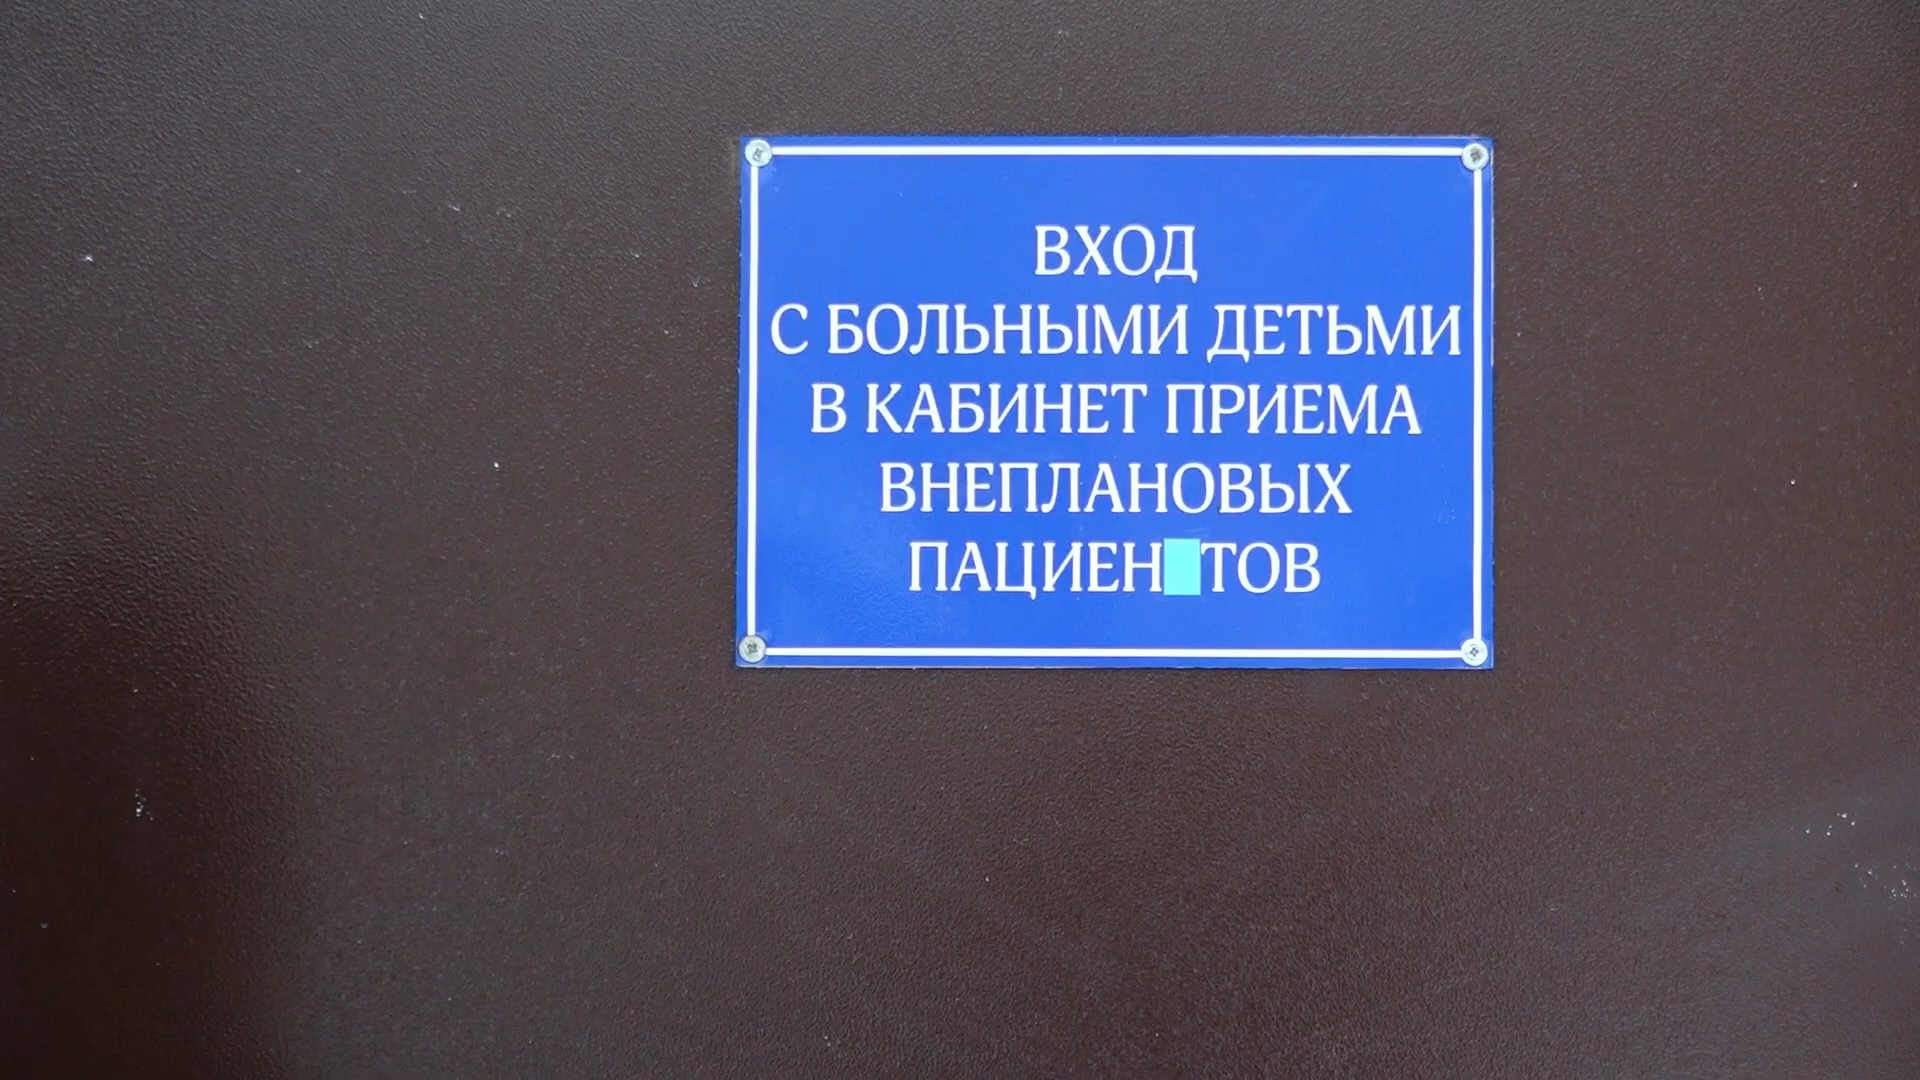 ВХОД
С БОЛЬНЫМИ ДЕТЬМИ
В КАБИНЕТ ПРИЕМА
ВНЕПЛАНОВЫХ